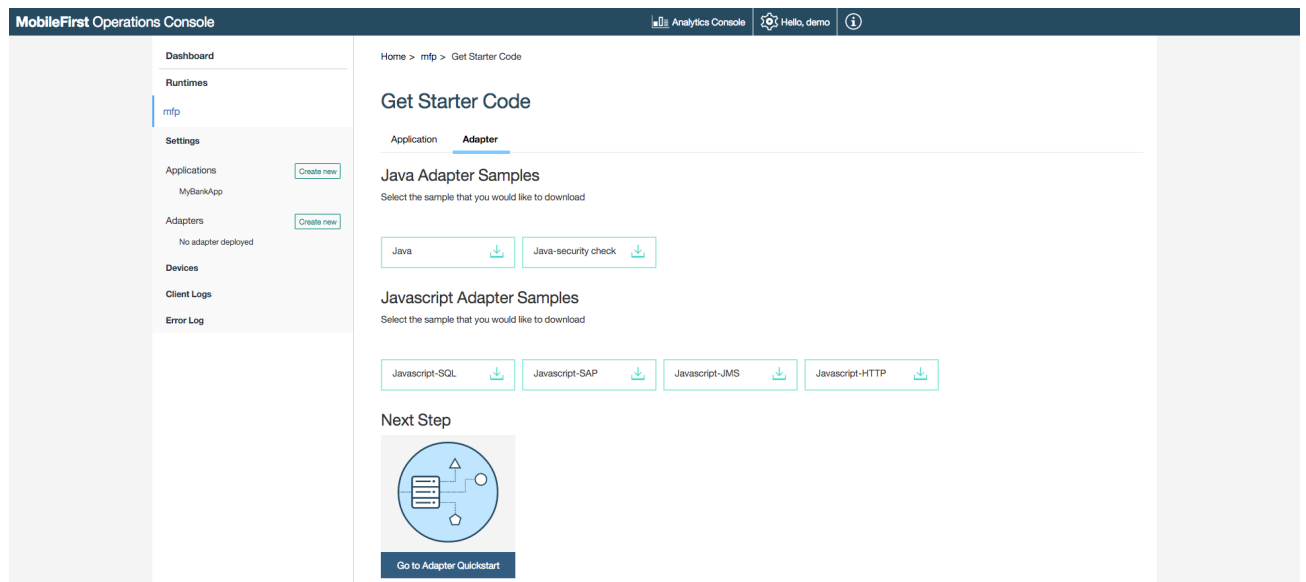 MobileFirst Operations Console
Analytics Console
Hello, demo
Dashboard
Runtimes
mfp
Settings
Applications
Create new
MyBankApp
Adapters
Create new
No adapter deployed
Devices
Client Logs
Error Log
Home > mfp > Get Starter Code
Get Starter Code
Application Adapter
Java Adapter Samples
Select the sample that you would like to download
Java
Java-security check
Javascript Adapter Samples
Select the sample that you would like to download
Javascript-SQL
Javascript-SAP
Javascript-JMS
Javascript-HTTP
Next Step
Go to Adapter Quickstart